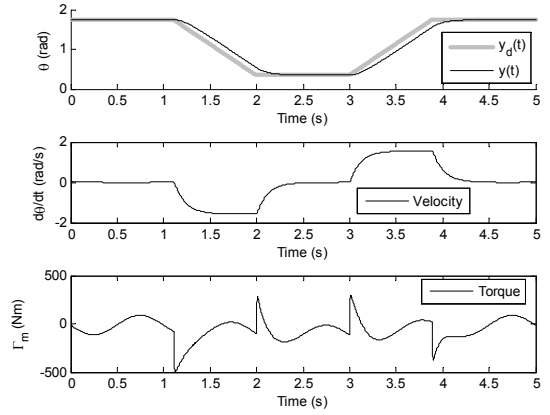 2
1
0
θ (rad)
y_d(t)
y(t)
0 0.5 1 1.5 2 2.5 3 3.5 4 4.5 5
Time (s)
2
0
-2
dθ/dt (rad/s)
Velocity
0 0.5 1 1.5 2 2.5 3 3.5 4 4.5 5
Time (s)
500
0
-500
Γ_m (Nm)
Torque
0 0.5 1 1.5 2 2.5 3 3.5 4 4.5 5
Time (s)